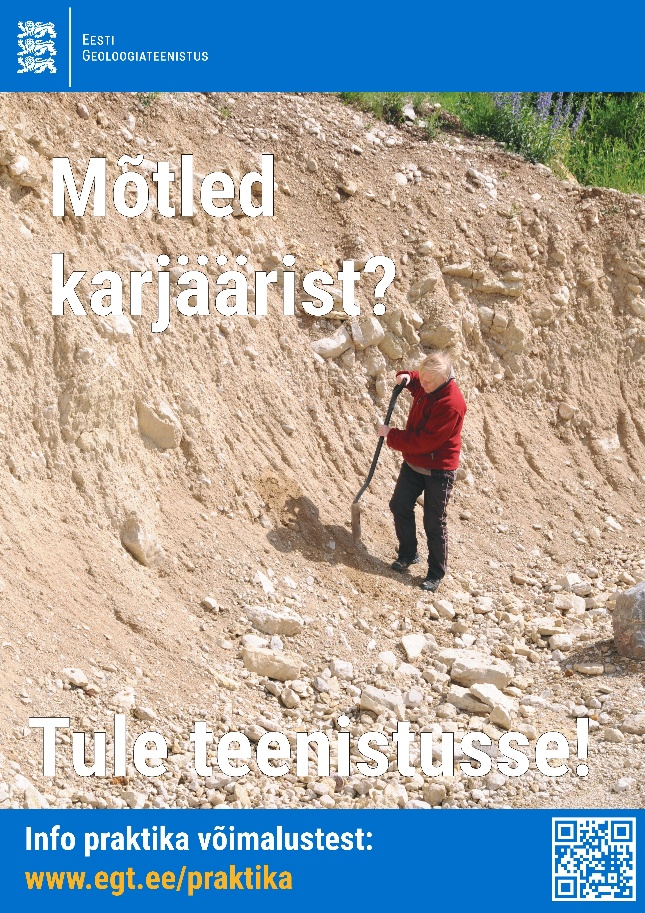 EESTI
GEOLOOGIATEENISTUS
Mõtled
karjäärist?
Tule teenistusse!
Info praktika võimalustest:
www.egt.ee/praktika